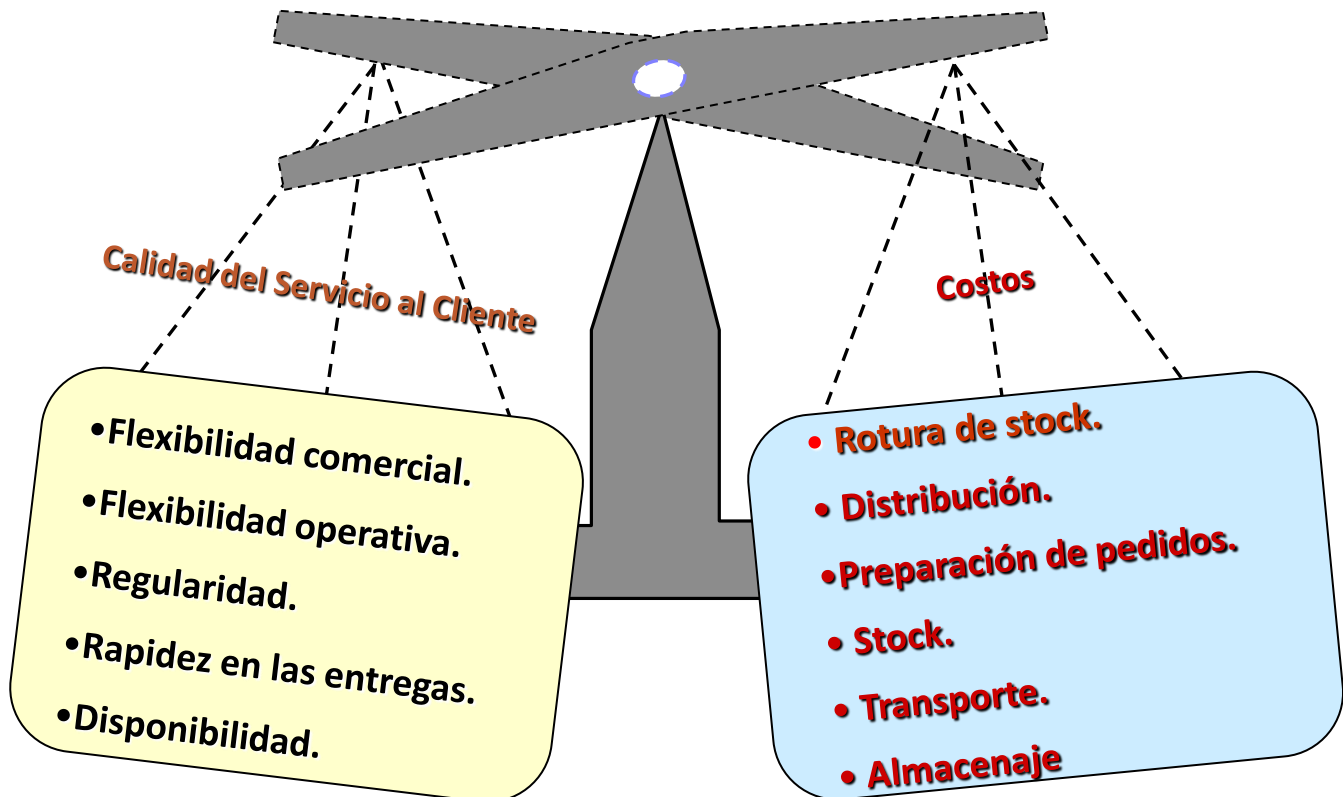 Calidad del Servicio al Cliente
•Flexibilidad comercial.
•Flexibilidad operativa.
•Regularidad.
•Rapidez en las entregas.
•Disponibilidad.
Costos
• Rotura de stock.
• Distribución.
•Preparación de pedidos.
• Stock.
• Transporte.
• Almacenaje